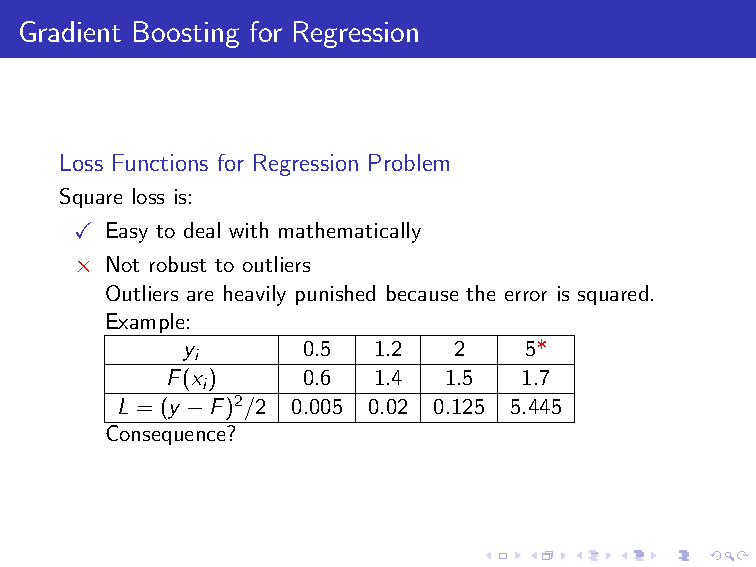 Gradient Boosting for Regression
Loss Functions for Regression Problem
Square loss is:
✓ Easy to deal with mathematically
× Not robust to outliers
Outliers are heavily punished because the error is squared.
Example:
yᵢ 0.5 1.2 2 5*
F(xᵢ) 0.6 1.4 1.5 1.7
L = (y − F)²/2 0.005 0.02 0.125 5.445
Consequence?